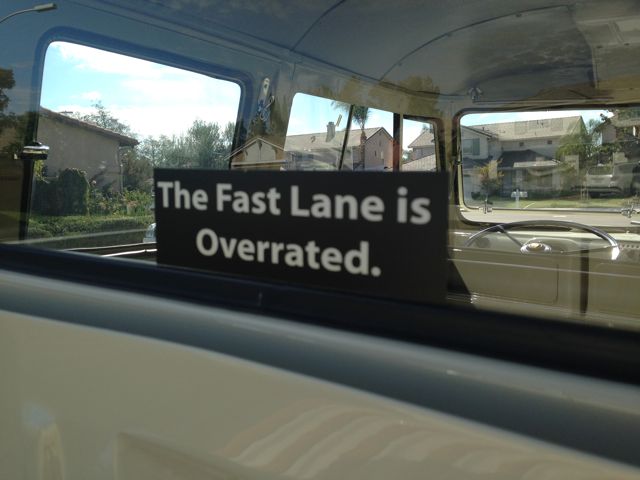 The Fast Lane is
Overrated.